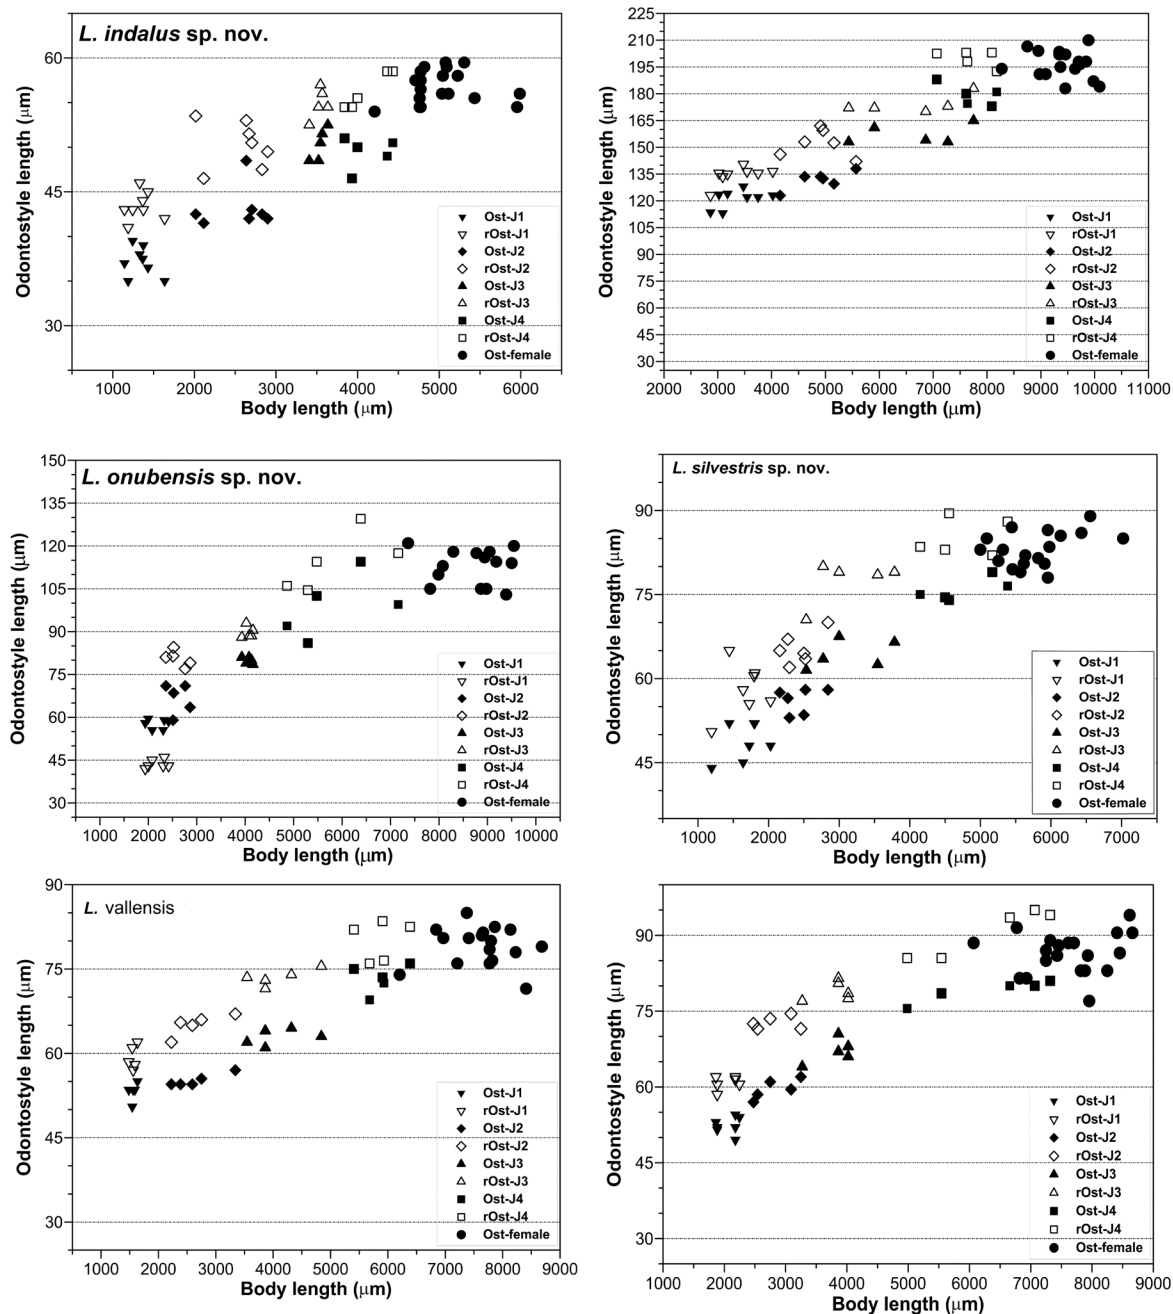 L. indalus sp. nov.
Odontostyle length (μm)
60
45
30
1000 2000 3000 4000 5000 6000
Body length (μm)
Ost-J1
rOst-J1
Ost-J2
rOst-J2
Ost-J3
rOst-J3
Ost-J4
rOst-J4
Ost-female
Odontostyle length (μm)
225
210
195
180
165
150
135
120
105
90
75
60
45
30
2000 3000 4000 5000 6000 7000 8000 9000 10000 11000
Body length (μm)
Ost-J1
rOst-J1
Ost-J2
rOst-J2
Ost-J3
rOst-J3
Ost-J4
rOst-J4
Ost-female
L. onubensis sp. nov.
Odontostyle length (μm)
150
135
120
105
90
75
60
45
30
1000 2000 3000 4000 5000 6000 7000 8000 9000 10000
Body length (μm)
Ost-J1
rOst-J1
Ost-J2
rOst-J2
Ost-J3
rOst-J3
Ost-J4
rOst-J4
Ost-female
L. silvestris sp. nov.
Odontostyle length (μm)
90
75
60
45
1000 2000 3000 4000 5000 6000 7000
Body length (μm)
Ost-J1
rOst-J1
Ost-J2
rOst-J2
Ost-J3
rOst-J3
Ost-J4
rOst-J4
Ost-female
L. vallensis
Odontostyle length (μm)
90
75
60
45
30
1000 2000 3000 4000 5000 6000 7000 8000 9000
Body length (μm)
Ost-J1
rOst-J1
Ost-J2
rOst-J2
Ost-J3
rOst-J3
Ost-J4
rOst-J4
Ost-female
Odontostyle length (μm)
90
75
60
45
30
1000 2000 3000 4000 5000 6000 7000 8000 9000
Body length (μm)
Ost-J1
rOst-J1
Ost-J2
rOst-J2
Ost-J3
rOst-J3
Ost-J4
rOst-J4
Ost-female